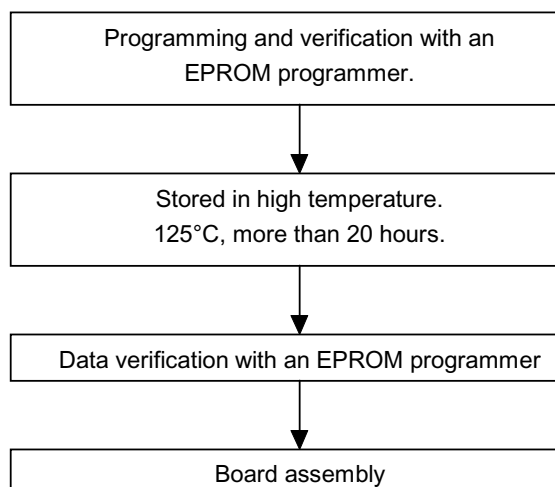 Programming and verification with an
EPROM programmer.
Stored in high temperature.
125°C, more than 20 hours.
Data verification with an EPROM programmer
Board assembly